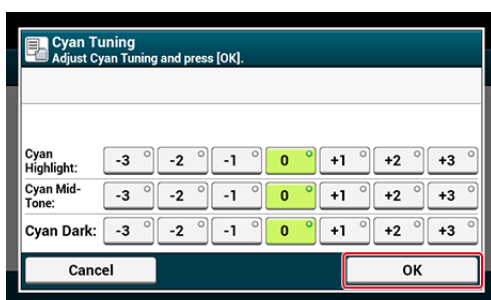 Cyan Tuning
Adjust Cyan Tuning and press [OK].
Cyan
Highlight: -3 -2 -1 0 +1 +2 +3
Cyan Mid-
Tone: -3 -2 -1 0 +1 +2 +3
Cyan Dark: -3 -2 -1 0 +1 +2 +3
Cancel OK